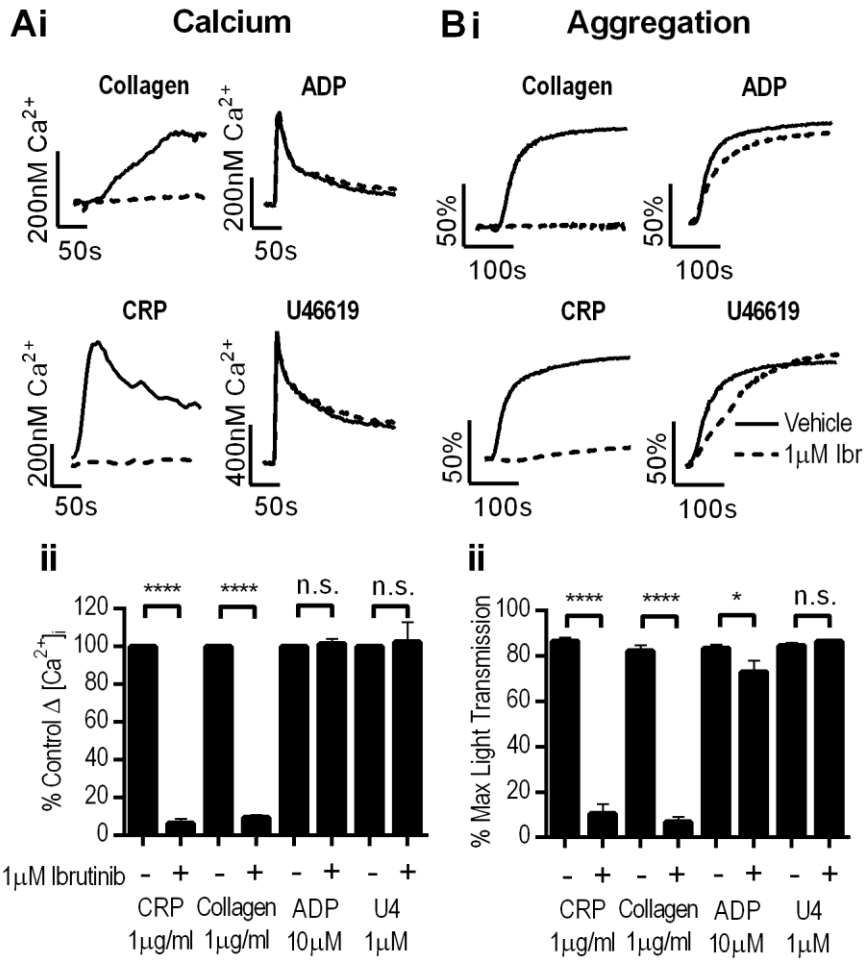 Ai Calcium
Collagen ADP
200nM Ca²⁺ 200nM Ca²⁺
50s 50s
CRP U46619
200nM Ca²⁺ 400nM Ca²⁺
50s 50s
ii
**** **** n.s. n.s.
% Control Δ [Ca²⁺]i
120
100
80
60
40
20
0
1μM Ibrutinib - + - + - + - +
CRP Collagen ADP U4
1μg/ml 1μg/ml 10μM 1μM
Bi Aggregation
Collagen ADP
50% 50%
100s 100s
CRP U46619
Vehicle
1μM Ibr
50% 50%
100s 100s
ii
**** **** * n.s.
% Max Light Transmission
100
80
60
40
20
0
- + - + - + - +
CRP Collagen ADP U4
1μg/ml 1μg/ml 10μM 1μM